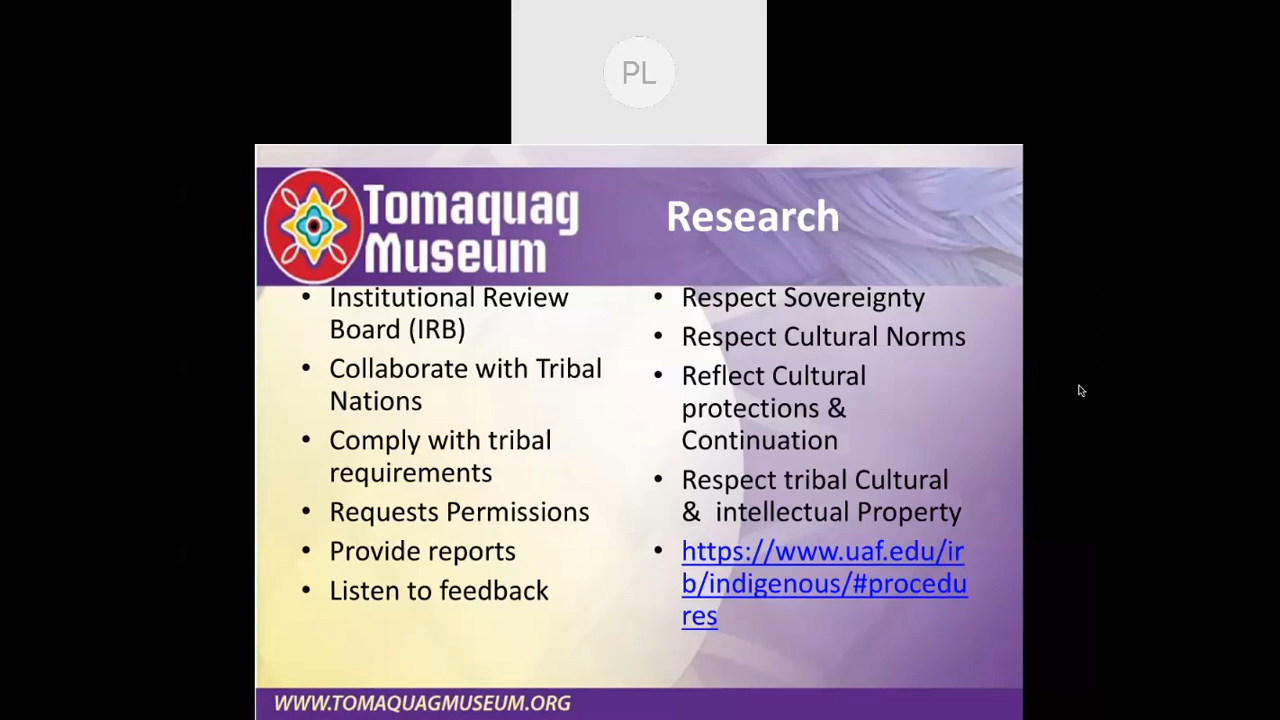 PL
Tomaquag
Museum
Research
• Institutional Review
Board (IRB)
• Collaborate with Tribal
Nations
• Comply with tribal
requirements
• Requests Permissions
• Provide reports
• Listen to feedback
• Respect Sovereignty
• Respect Cultural Norms
• Reflect Cultural
protections &
Continuation
• Respect tribal Cultural
& intellectual Property
• https://www.uaf.edu/ir
b/indigenous/#procedu
res
WWW.TOMAQUAGMUSEUM.ORG